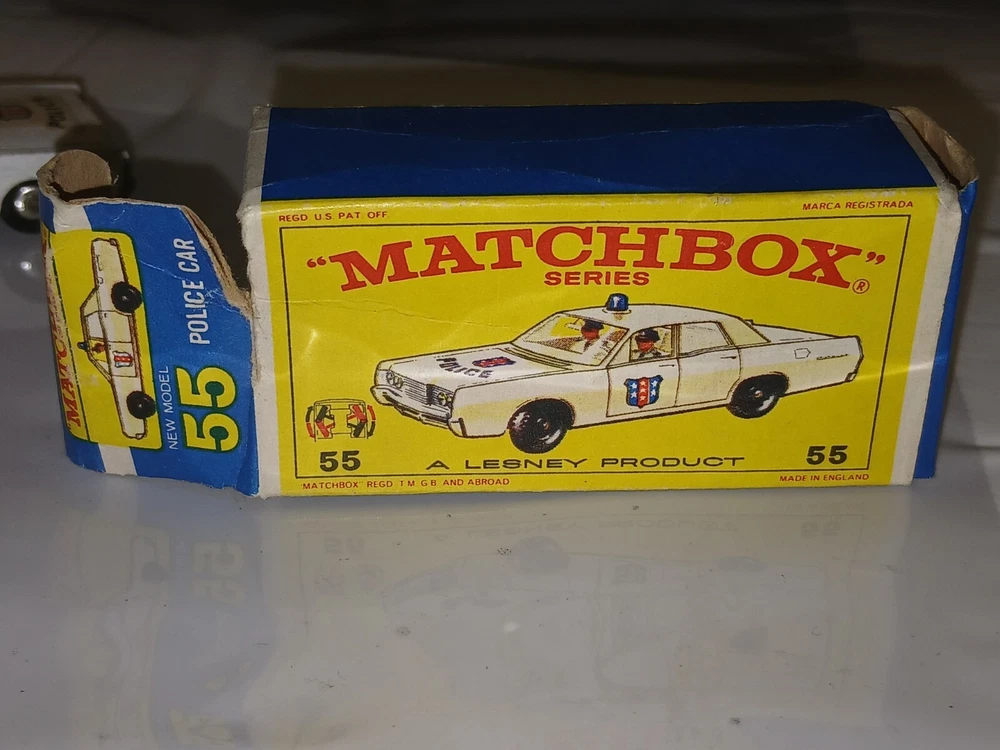 REGD U.S PAT OFF.
MARCA REGISTRADA
"MATCHBOX"®
SERIES
POLICE
55
A LESNEY PRODUCT
55
"MATCHBOX" REGD T M G B AND ABROAD
MADE IN ENGLAND
NEW MODEL
55 POLICE CAR